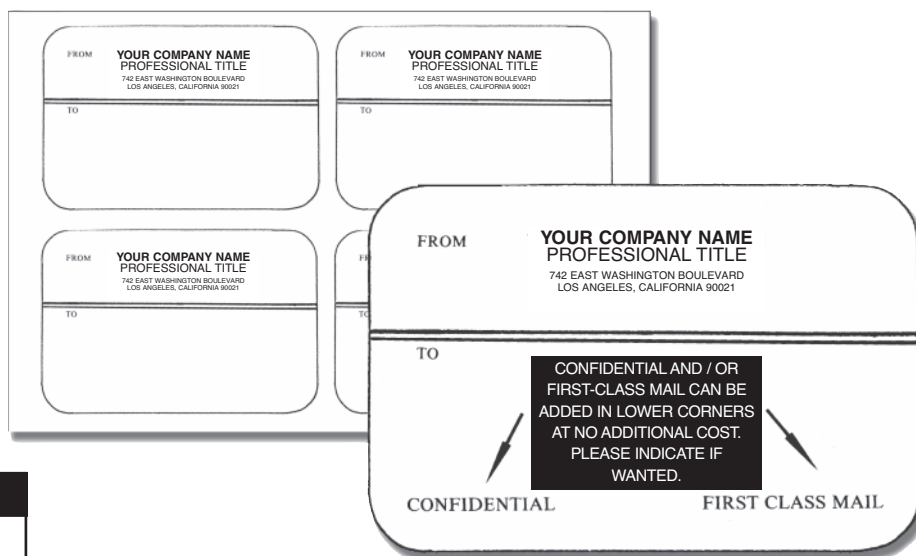 FROM
YOUR COMPANY NAME
PROFESSIONAL TITLE
742 EAST WASHINGTON BOULEVARD
LOS ANGELES, CALIFORNIA 90021
TO
FROM
YOUR COMPANY NAME
PROFESSIONAL TITLE
742 EAST WASHINGTON BOULEVARD
LOS ANGELES, CALIFORNIA 90021
TO
FROM
YOUR COMPANY NAME
PROFESSIONAL TITLE
742 EAST WASHINGTON BOULEVARD
LOS ANGELES, CALIFORNIA 90021
TO
FROM
YOUR COMPANY NAME
PROFESSIONAL TITLE
742 EAST WASHINGTON BOULEVARD
LOS ANGELES, CALIFORNIA 90021
TO
CONFIDENTIAL AND / OR
FIRST-CLASS MAIL CAN BE
ADDED IN LOWER CORNERS
AT NO ADDITIONAL COST.
PLEASE INDICATE IF
WANTED.
CONFIDENTIAL
FIRST CLASS MAIL